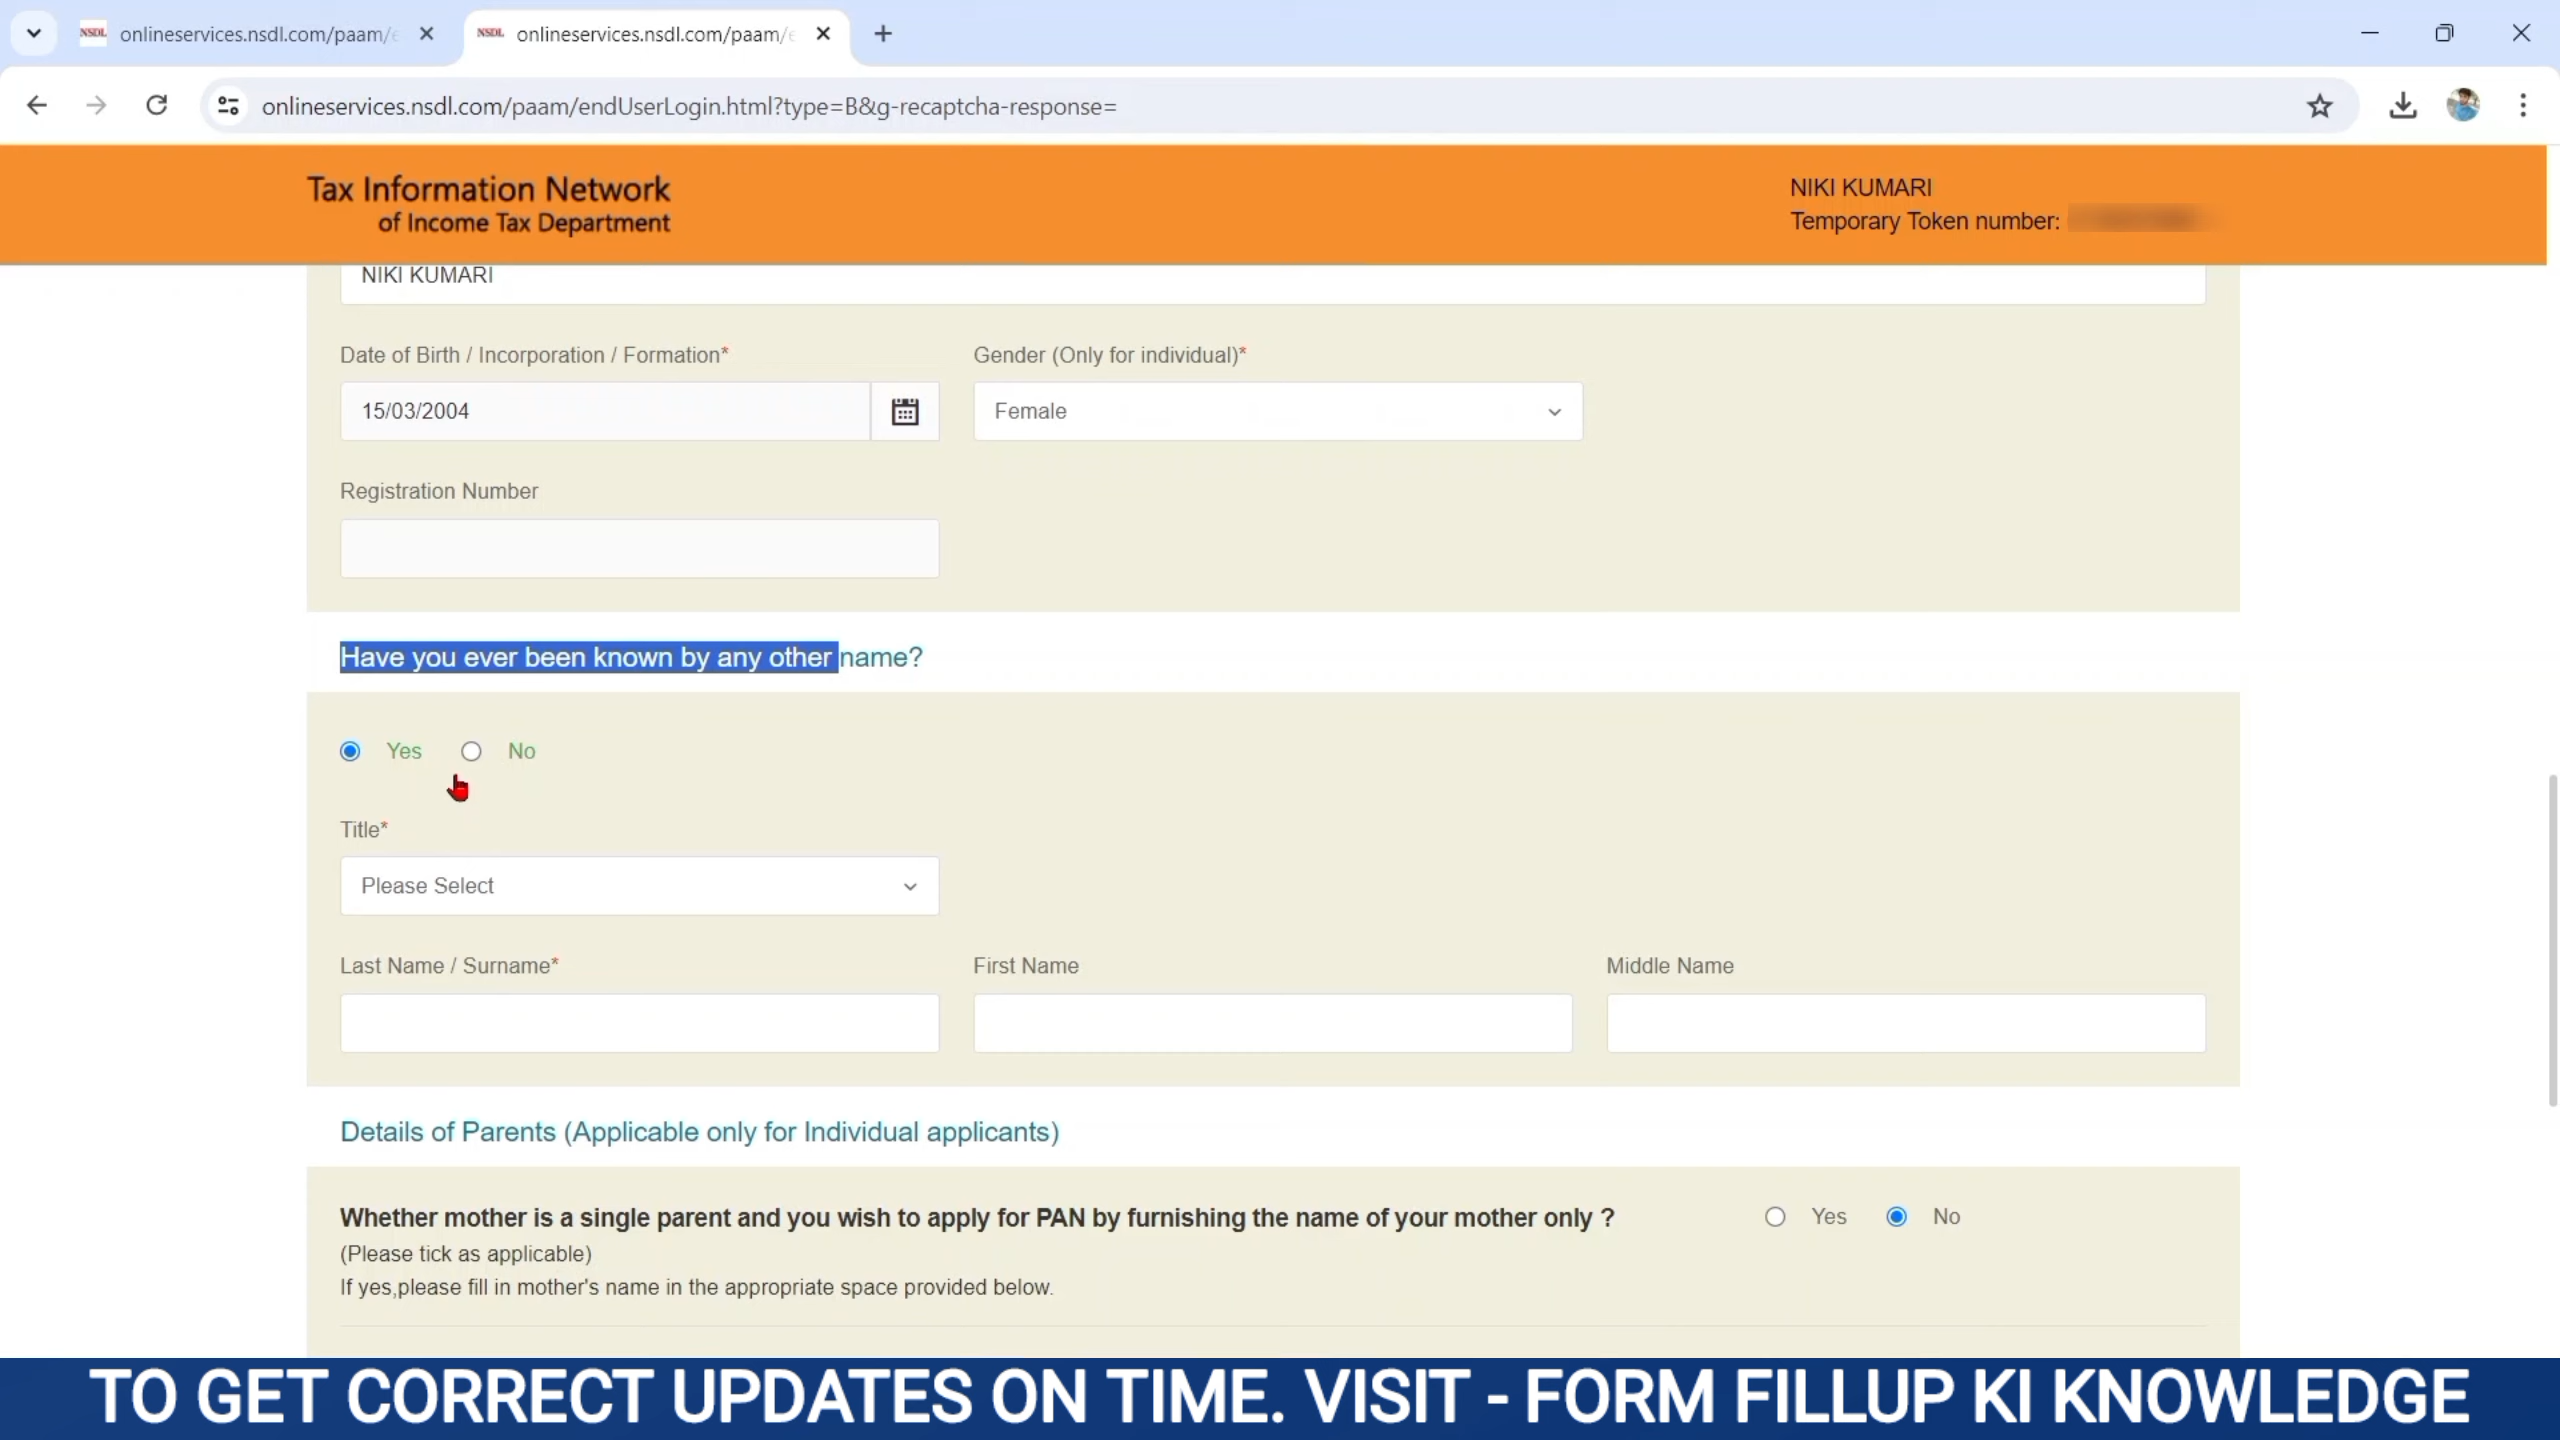 onlineservices.nsdl.com/paam/e
onlineservices.nsdl.com/paam/e
onlineservices.nsdl.com/paam/endUserLogin.html?type=B&g-recaptcha-response=
Tax Information Network
of Income Tax Department
NIKI KUMARI
Temporary Token number:
NIKI KUMARI
Date of Birth / Incorporation / Formation*
Gender (Only for individual)*
15/03/2004
Female
Registration Number
Have you ever been known by any other name?
Yes No
Title*
Please Select
Last Name / Surname*
First Name
Middle Name
Details of Parents (Applicable only for Individual applicants)
Whether mother is a single parent and you wish to apply for PAN by furnishing the name of your mother only ?
Yes No
(Please tick as applicable)
If yes,please fill in mother's name in the appropriate space provided below.
TO GET CORRECT UPDATES ON TIME. VISIT - FORM FILLUP KI KNOWLEDGE